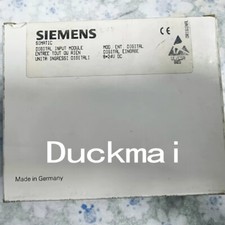 SIEMENS
SIMATIC
DIGITAL INPUT MODULE
ENTREE TOUT OU RIEN
UNITA INGRESSI DIGITALI
MOD ENT DIGITAL
DIGITAL EINGABE
Duckmai
Made in Germany